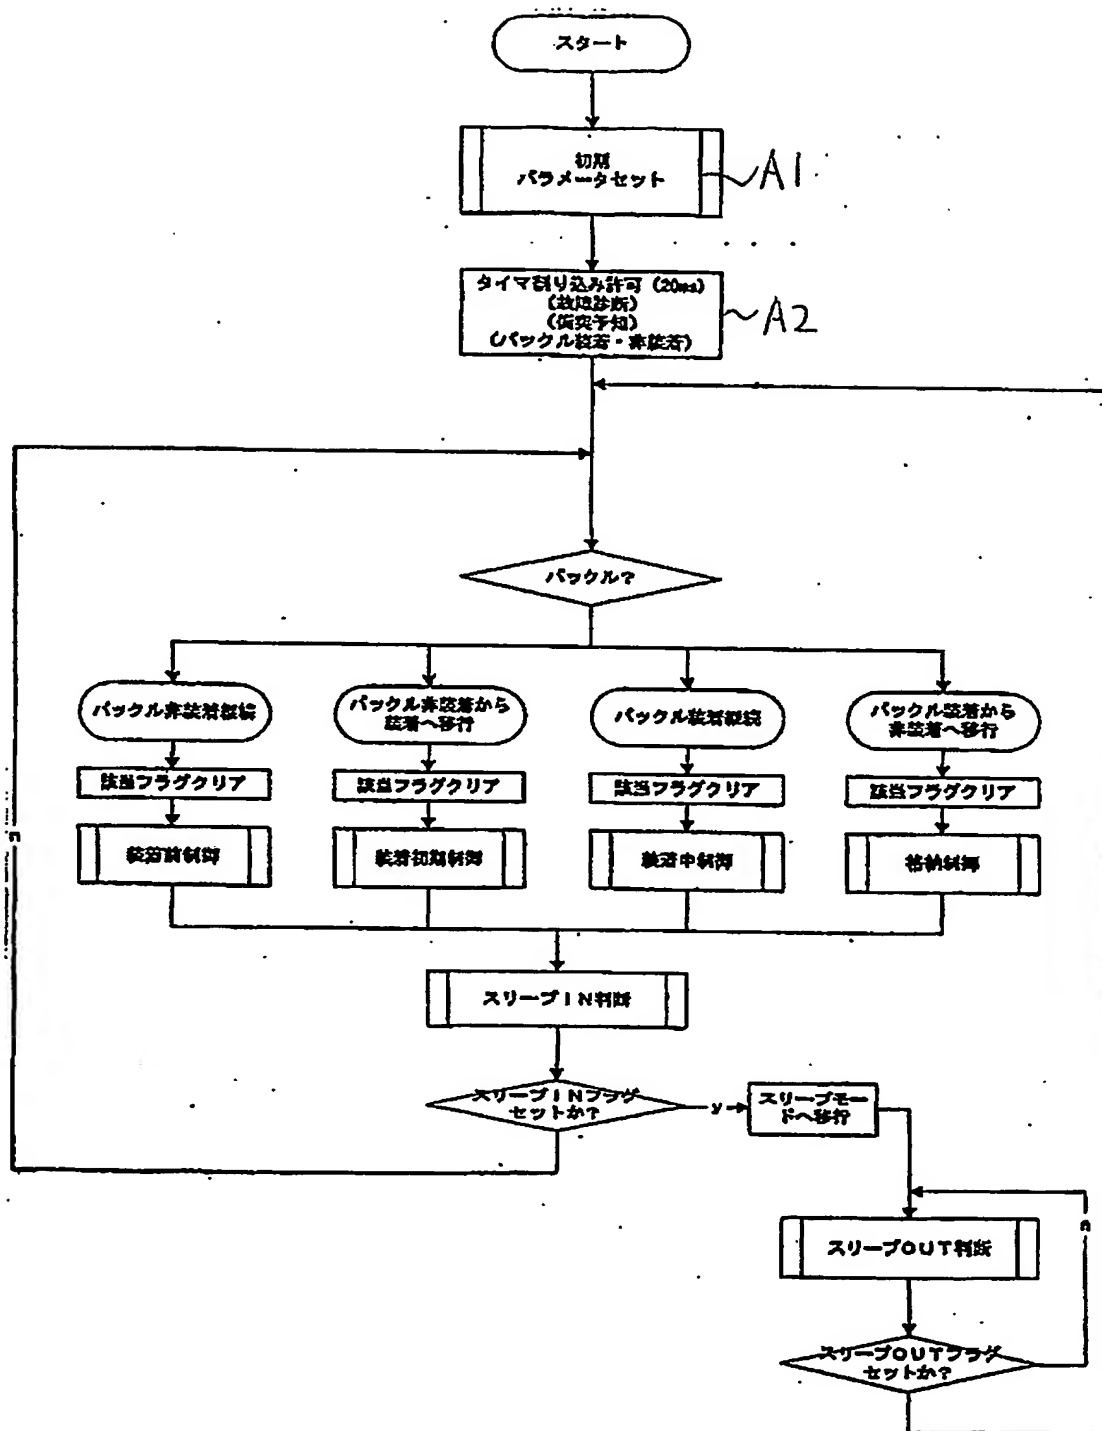 スタート
初期
パラメータセット
A1
タイマ割り込み許可（20ms）
（故障診断）
（衝突予知）
（バックル装着・非装着）
A2
バックル？
バックル非装着継続
バックル非装着から
装着へ移行
バックル装着継続
バックル装着から
非装着へ移行
該当フラグクリア
該当フラグクリア
該当フラグクリア
該当フラグクリア
装着前制御
装着初期制御
装着中制御
格納制御
n
スリープIN判断
スリープINフラグ
セットか？
y
スリープモー
ドへ移行
スリープOUT判断
n
スリープOUTフラグ
セットか？